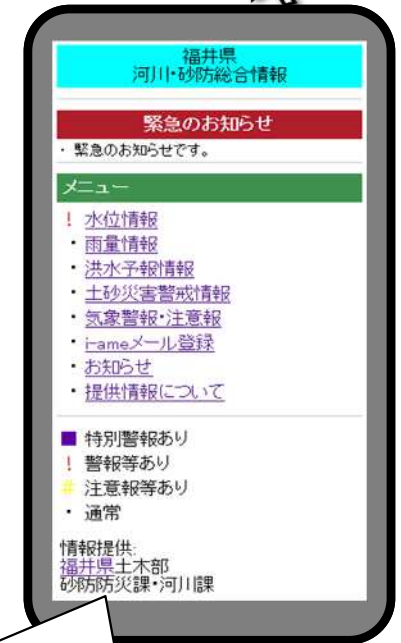 福井県
河川・砂防総合情報
緊急のお知らせ
・ 緊急のお知らせです。
メニュー
! 水位情報
・ 雨量情報
・ 洪水予報情報
・ 土砂災害警戒情報
・ 気象警報・注意報
・ i-ameメール登録
・ お知らせ
・ 提供情報について
■ 特別警報あり
! 警報等あり
# 注意報等あり
・ 通常
情報提供:
福井県土木部
砂防防災課・河川課